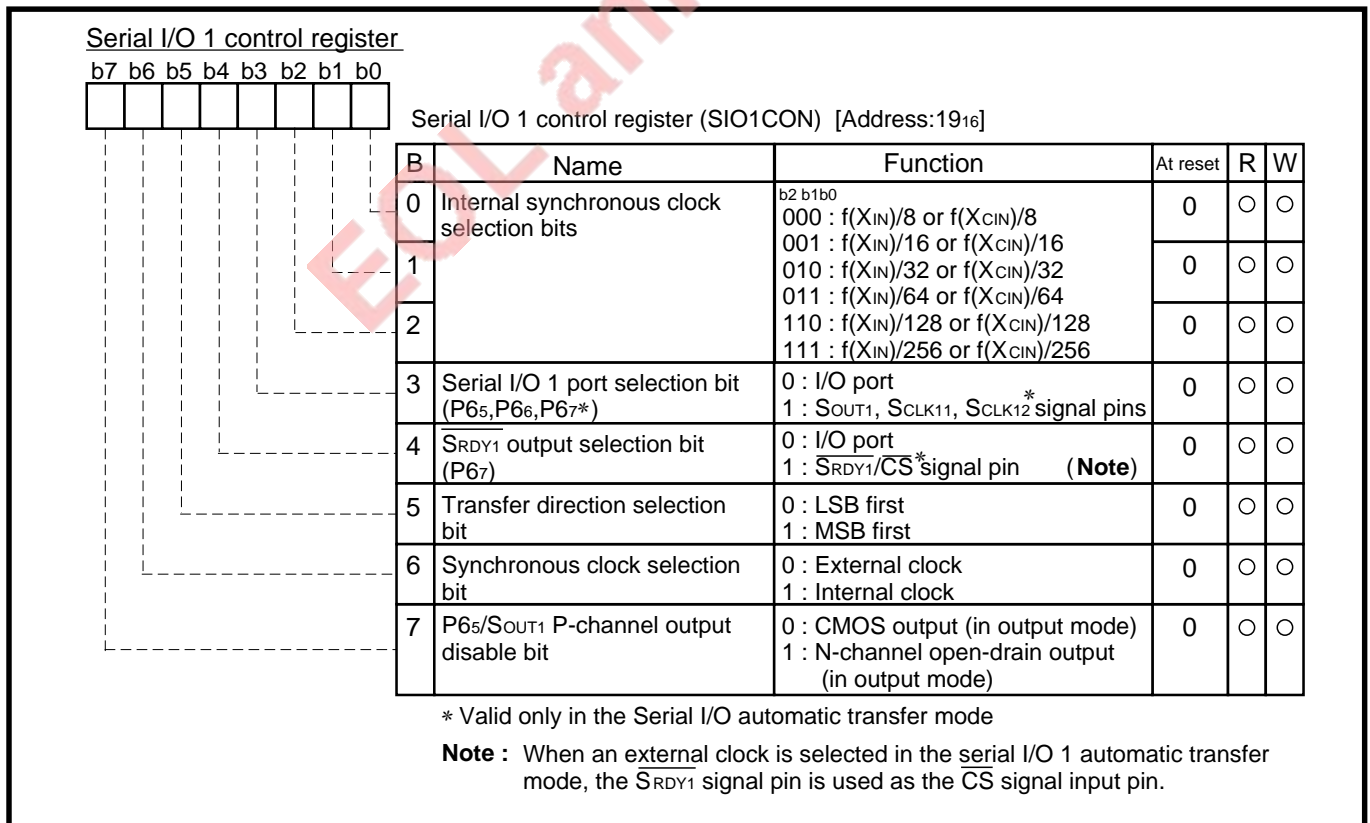 EOL an
Serial I/O 1 control register
b7 b6 b5 b4 b3 b2 b1 b0
Serial I/O 1 control register (SIO1CON) [Address:1916]
B Name Function At reset R W
0 Internal synchronous clock selection bits
b2 b1b0
000 : f(XIN)/8 or f(XCIN)/8
001 : f(XIN)/16 or f(XCIN)/16
010 : f(XIN)/32 or f(XCIN)/32
011 : f(XIN)/64 or f(XCIN)/64
110 : f(XIN)/128 or f(XCIN)/128
111 : f(XIN)/256 or f(XCIN)/256
0 ○ ○
1 0 ○ ○
2 0 ○ ○
3 Serial I/O 1 port selection bit
(P65,P66,P67*)
0 : I/O port
1 : SOUT1, SCLK11, SCLK12* signal pins
0 ○ ○
4 SRDY1 output selection bit
(P67)
0 : I/O port
1 : SRDY1/CS* signal pin (Note)
0 ○ ○
5 Transfer direction selection
bit
0 : LSB first
1 : MSB first
0 ○ ○
6 Synchronous clock selection
bit
0 : External clock
1 : Internal clock
0 ○ ○
7 P65/SOUT1 P-channel output
disable bit
0 : CMOS output (in output mode)
1 : N-channel open-drain output
(in output mode)
0 ○ ○
* Valid only in the Serial I/O automatic transfer mode
Note : When an external clock is selected in the serial I/O 1 automatic transfer
mode, the SRDY1 signal pin is used as the CS signal input pin.